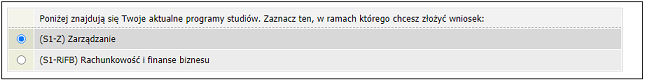 Poniżej znajdują się Twoje aktualne programy studiów. Zaznacz ten, w ramach którego chcesz złożyć wniosek:
(S1-Z) Zarządzanie
(S1-RiFB) Rachunkowość i finanse biznesu